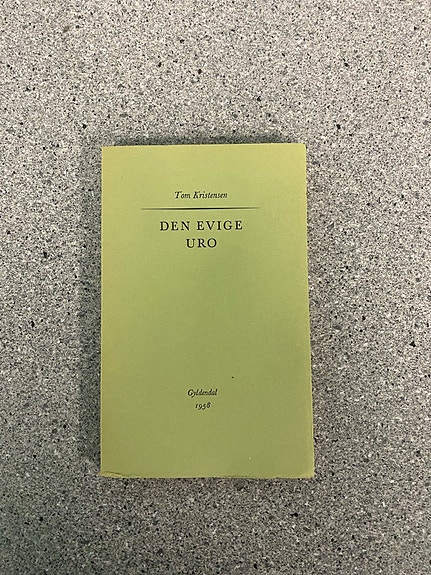 Tom Kristensen
DEN EVIGE
URO
Gyldendal
1958